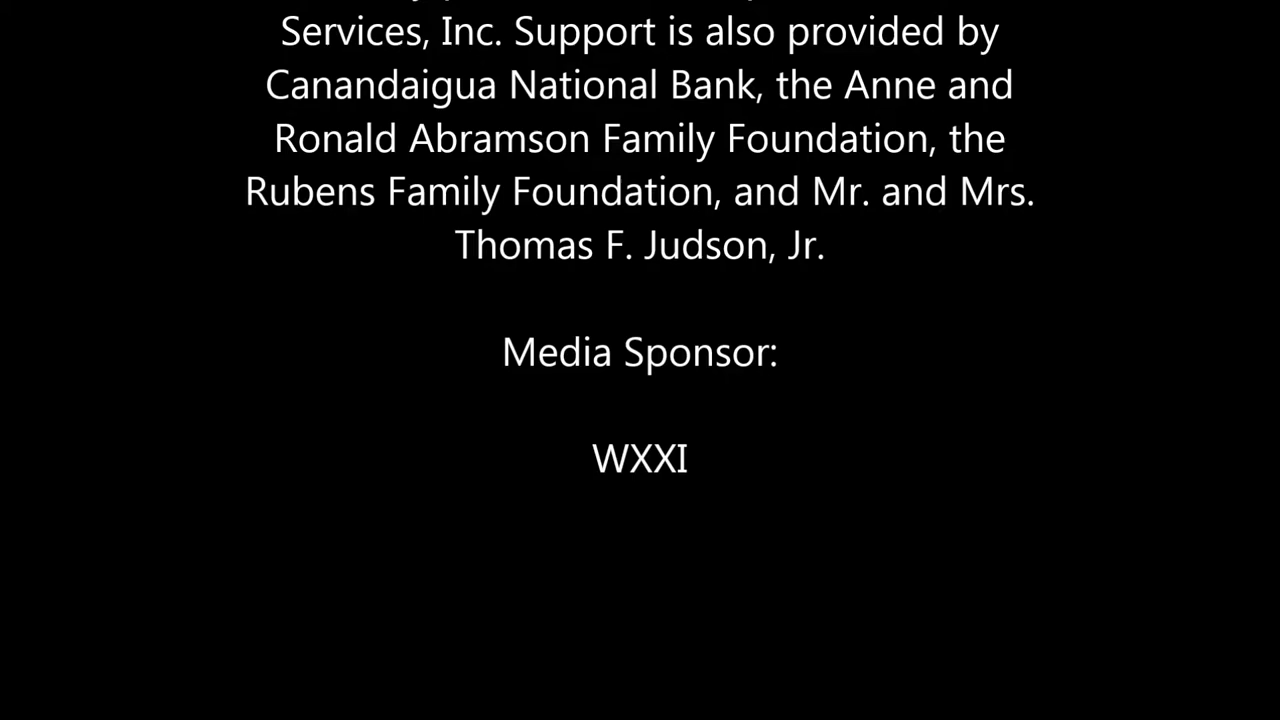 Services, Inc. Support is also provided by
Canandaigua National Bank, the Anne and
Ronald Abramson Family Foundation, the
Rubens Family Foundation, and Mr. and Mrs.
Thomas F. Judson, Jr.
Media Sponsor:
WXXI